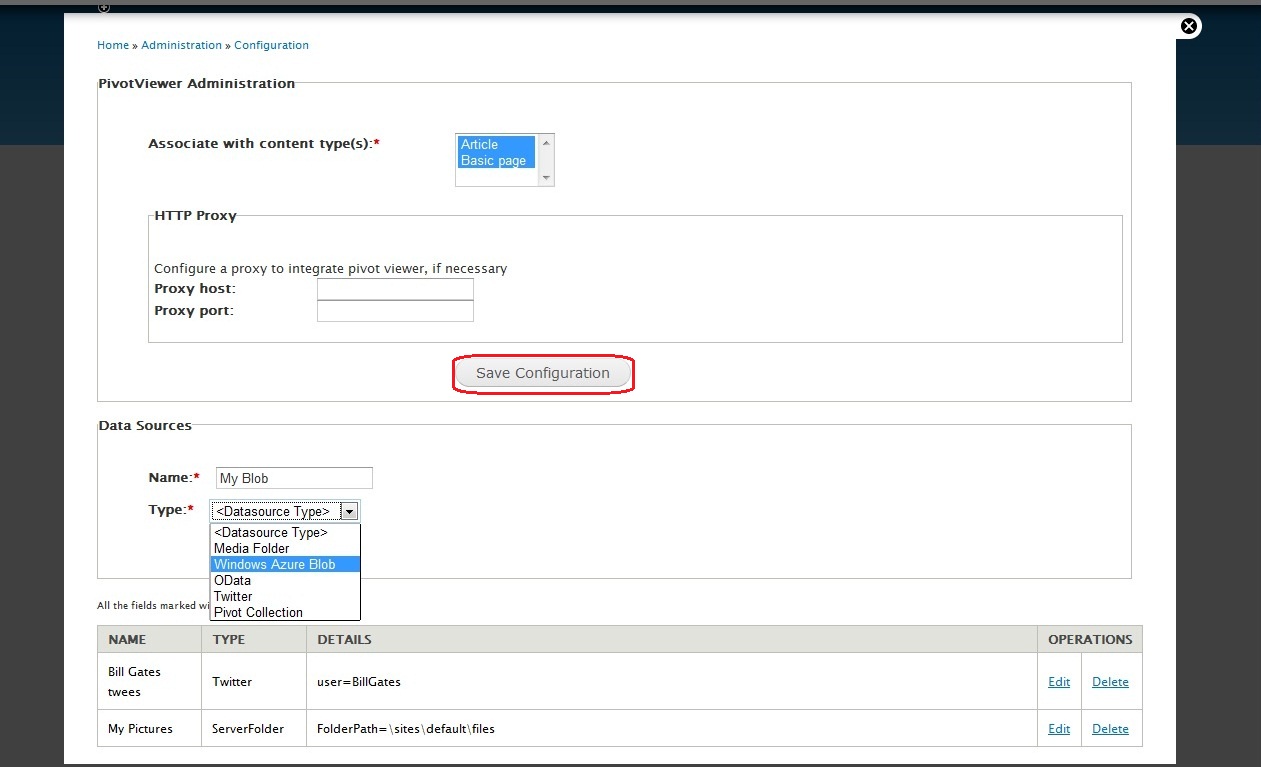 Home » Administration » Configuration
PivotViewer Administration
Associate with content type(s):*
Article
Basic page
HTTP Proxy
Configure a proxy to integrate pivot viewer, if necessary
Proxy host:
Proxy port:
Save Configuration
Data Sources
Name:* My Blob
Type:* <Datasource Type>
<Datasource Type>
Media Folder
Windows Azure Blob
OData
Twitter
Pivot Collection
All the fields marked
NAME TYPE DETAILS OPERATIONS
Bill Gates
twees
Twitter user=BillGates Edit Delete
My Pictures ServerFolder FolderPath=\sites\default\files Edit Delete